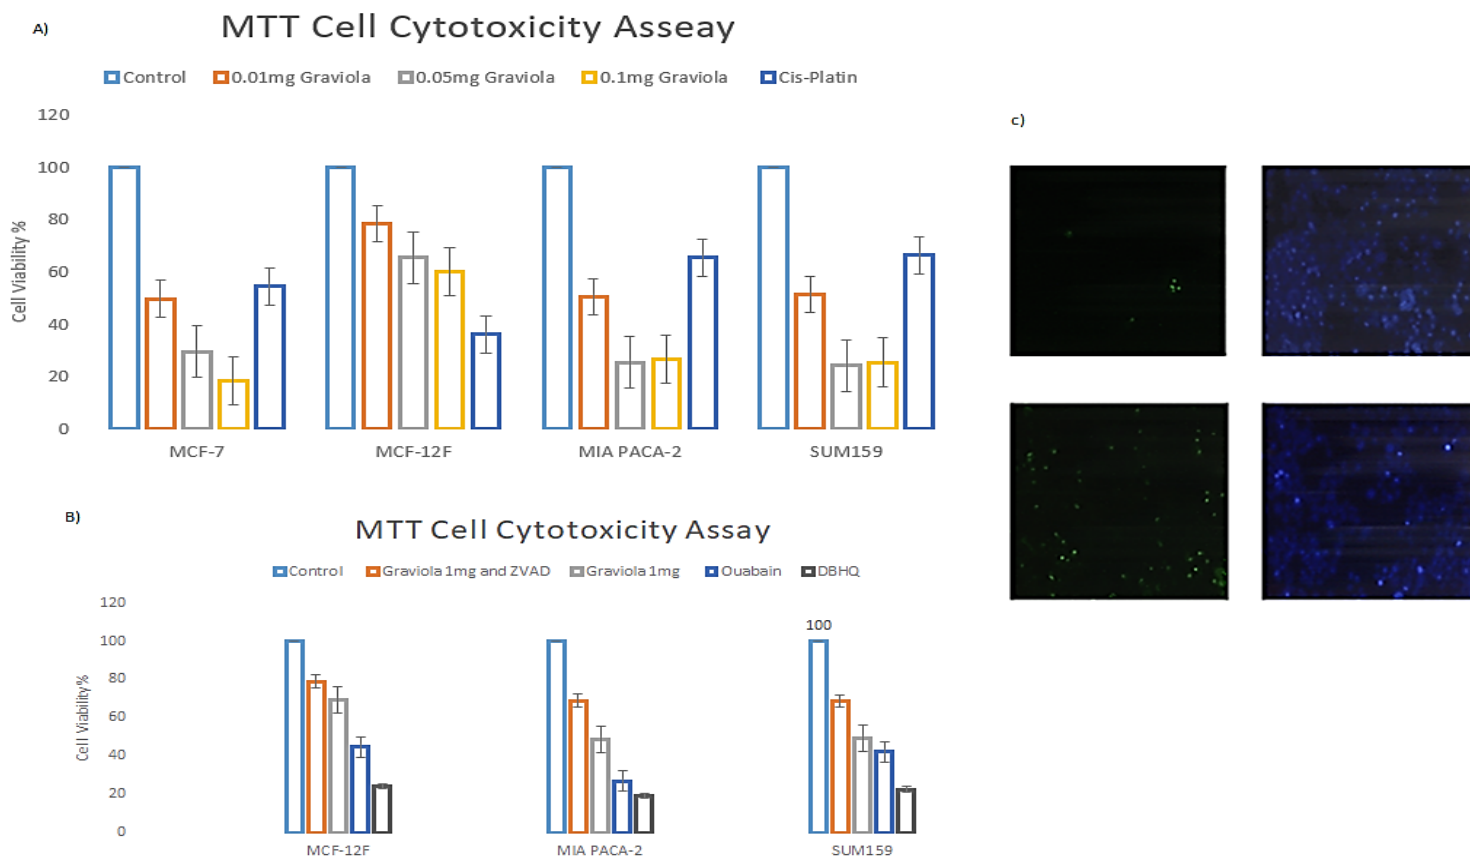 A)
MTT Cell Cytotoxicity Asseay
Control 0.01mg Graviola 0.05mg Graviola 0.1mg Graviola Cis-Platin
120
100
80
60
40
20
0
Cell Viability %
MCF-7 MCF-12F MIA PACA-2 SUM159
B)
MTT Cell Cytotoxicity Assay
Control Graviola 1mg and ZVAD Graviola 1mg Ouabain DBHQ
120
100
80
60
40
20
0
Cell Viability%
100
MCF-12F MIA PACA-2 SUM159
c)